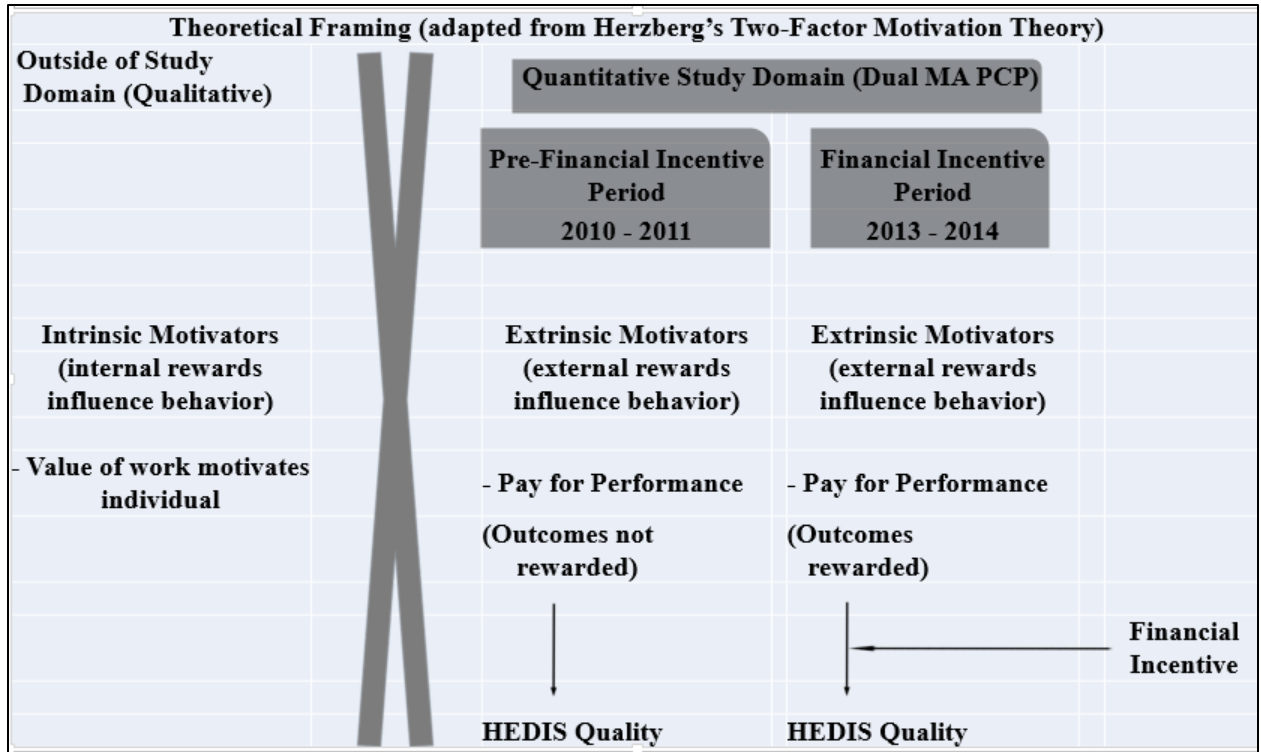 Theoretical Framing (adapted from Herzberg's Two-Factor Motivation Theory)
Outside of Study
Domain (Qualitative)
Quantitative Study Domain (Dual MA PCP)
Pre-Financial Incentive
Period
2010 - 2011
Financial Incentive
Period
2013 - 2014
Intrinsic Motivators
(internal rewards
influence behavior)
Extrinsic Motivators
(external rewards
influence behavior)
Extrinsic Motivators
(external rewards
influence behavior)
- Value of work motivates
individual
- Pay for Performance
(Outcomes not
rewarded)
- Pay for Performance
(Outcomes
rewarded)
Financial
Incentive
HEDIS Quality
HEDIS Quality